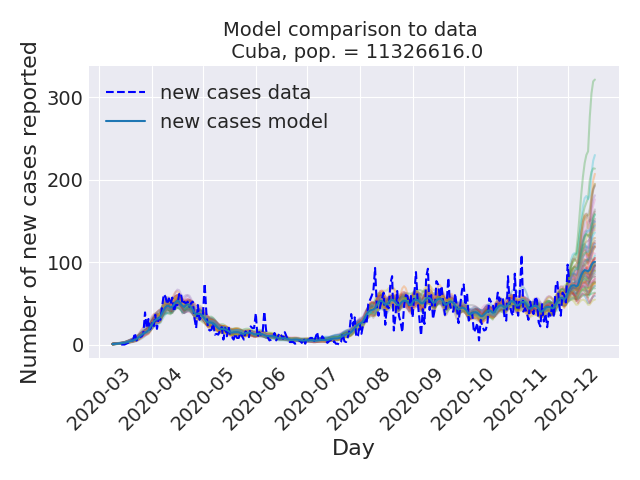 Model comparison to data
Cuba, pop. = 11326616.0
Number of new cases reported
300
200
100
0
new cases data
new cases model
2020-03
2020-04
2020-05
2020-06
2020-07
2020-08
2020-09
2020-10
2020-11
2020-12
Day